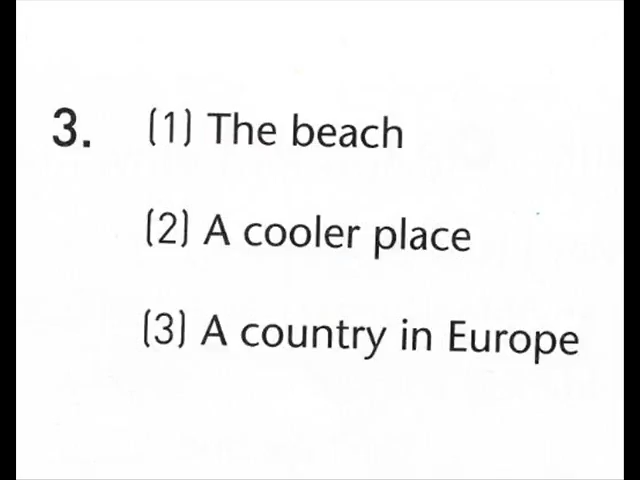 3. (1) The beach
(2) A cooler place
(3) A country in Europe